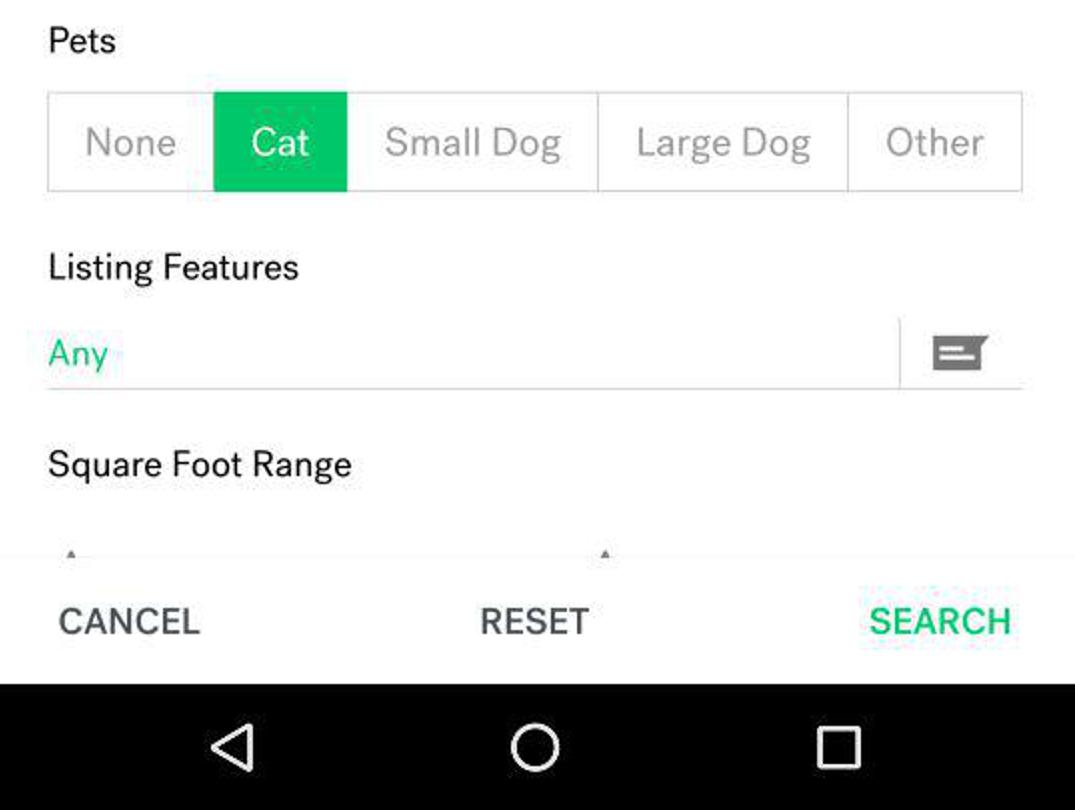 Pets
None Cat Small Dog Large Dog Other
Listing Features
Any
Square Foot Range
CANCEL RESET SEARCH